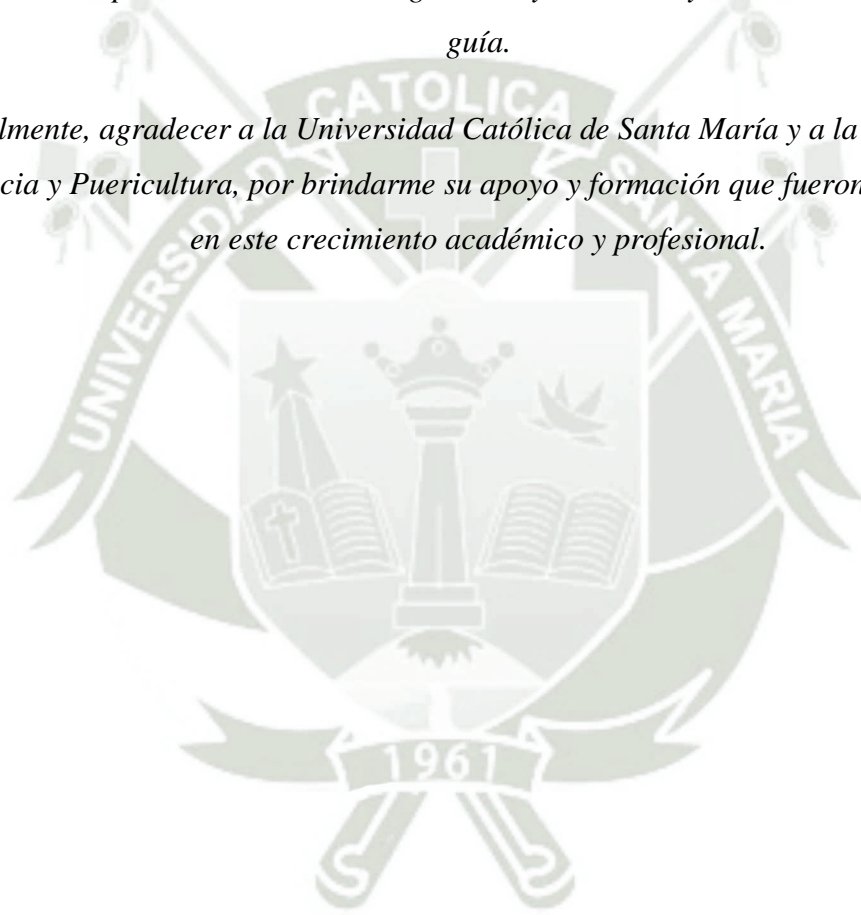 guía.
lmente, agradecer a la Universidad Católica de Santa María y a la
cia y Puericultura, por brindarme su apoyo y formación que fueron
en este crecimiento académico y profesional.
UNIVERSIDAD CATOLICA SANTA MARIA
1961